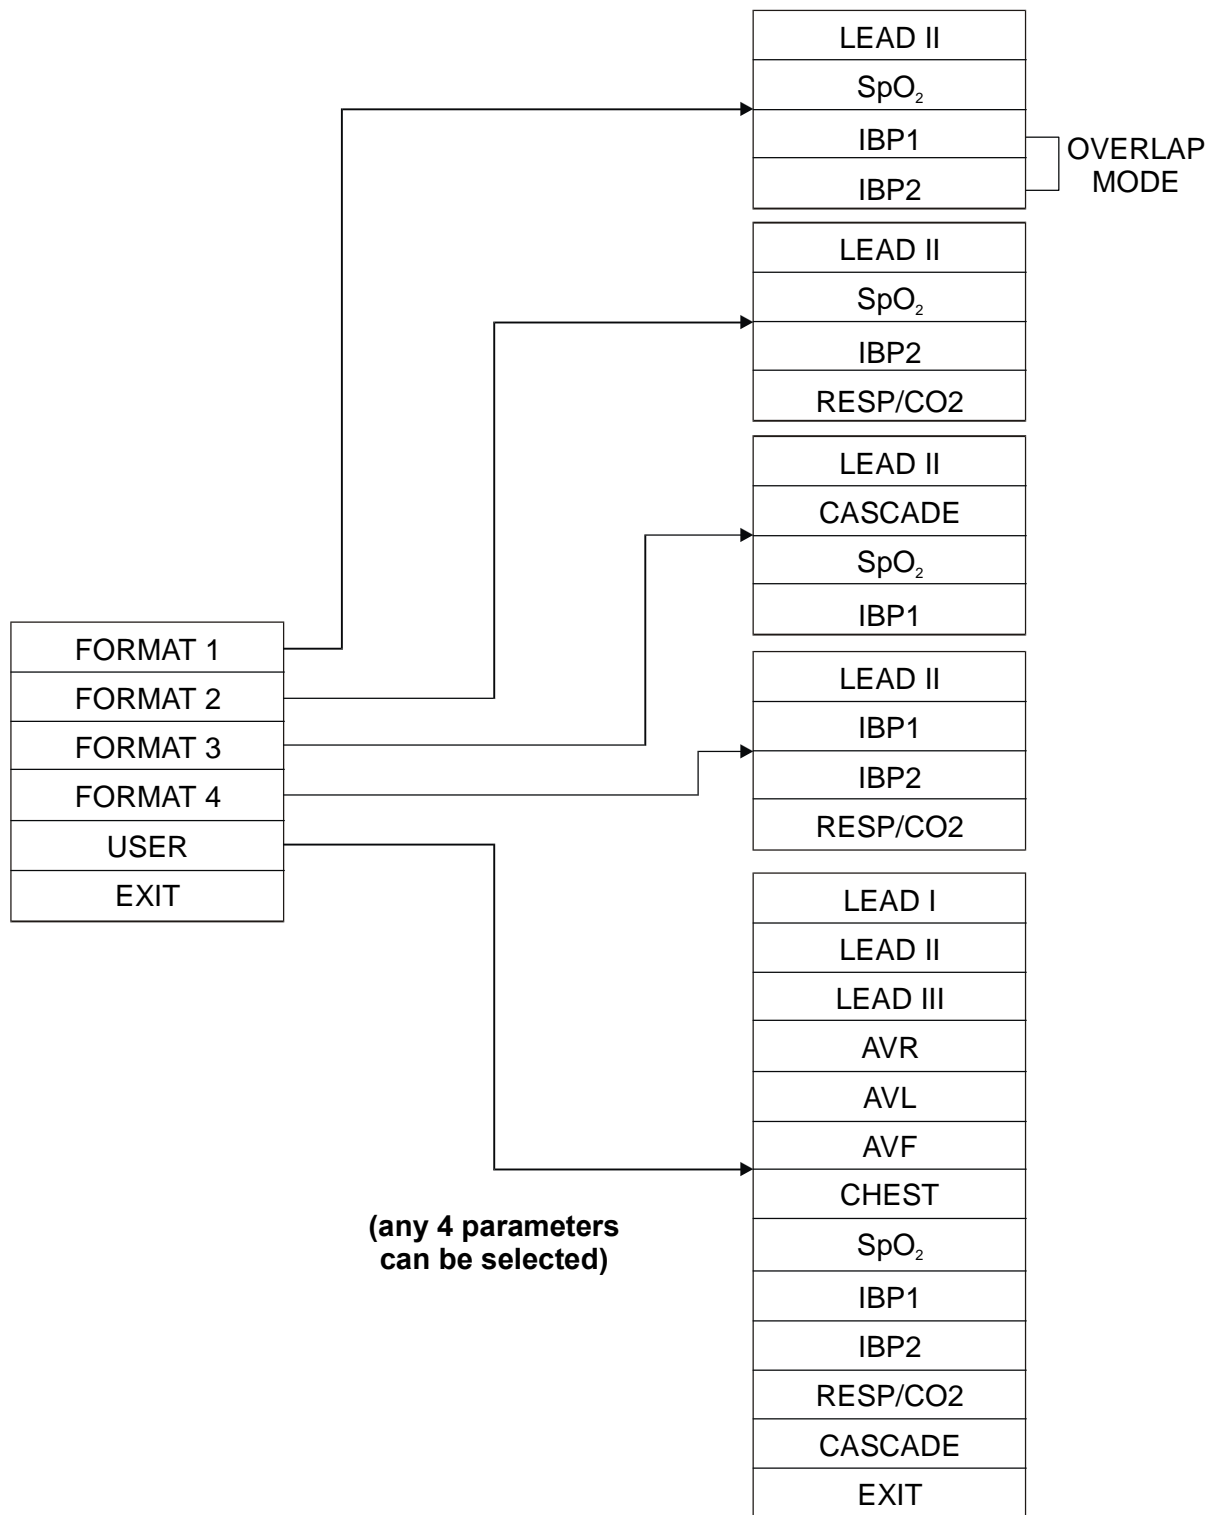 LEAD II
SpO₂
IBP1
IBP2
OVERLAP
MODE
LEAD II
SpO₂
IBP2
RESP/CO2
LEAD II
CASCADE
SpO₂
IBP1
FORMAT 1
FORMAT 2
FORMAT 3
FORMAT 4
USER
EXIT
LEAD II
IBP1
IBP2
RESP/CO2
(any 4 parameters
can be selected)
LEAD I
LEAD II
LEAD III
AVR
AVL
AVF
CHEST
SpO₂
IBP1
IBP2
RESP/CO2
CASCADE
EXIT